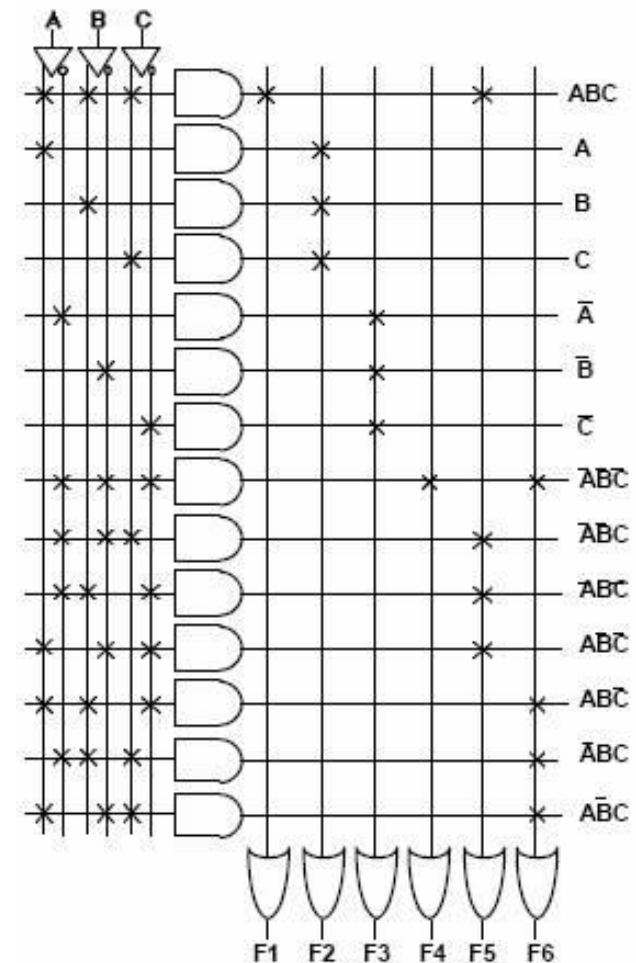 A B C
ABC
A
B
C
A̅
B̅
C̅
A̅B̅C̅
A̅B̅C
A̅BC̅
AB̅C̅
ABC̅
A̅BC
AB̅C
F1 F2 F3 F4 F5 F6